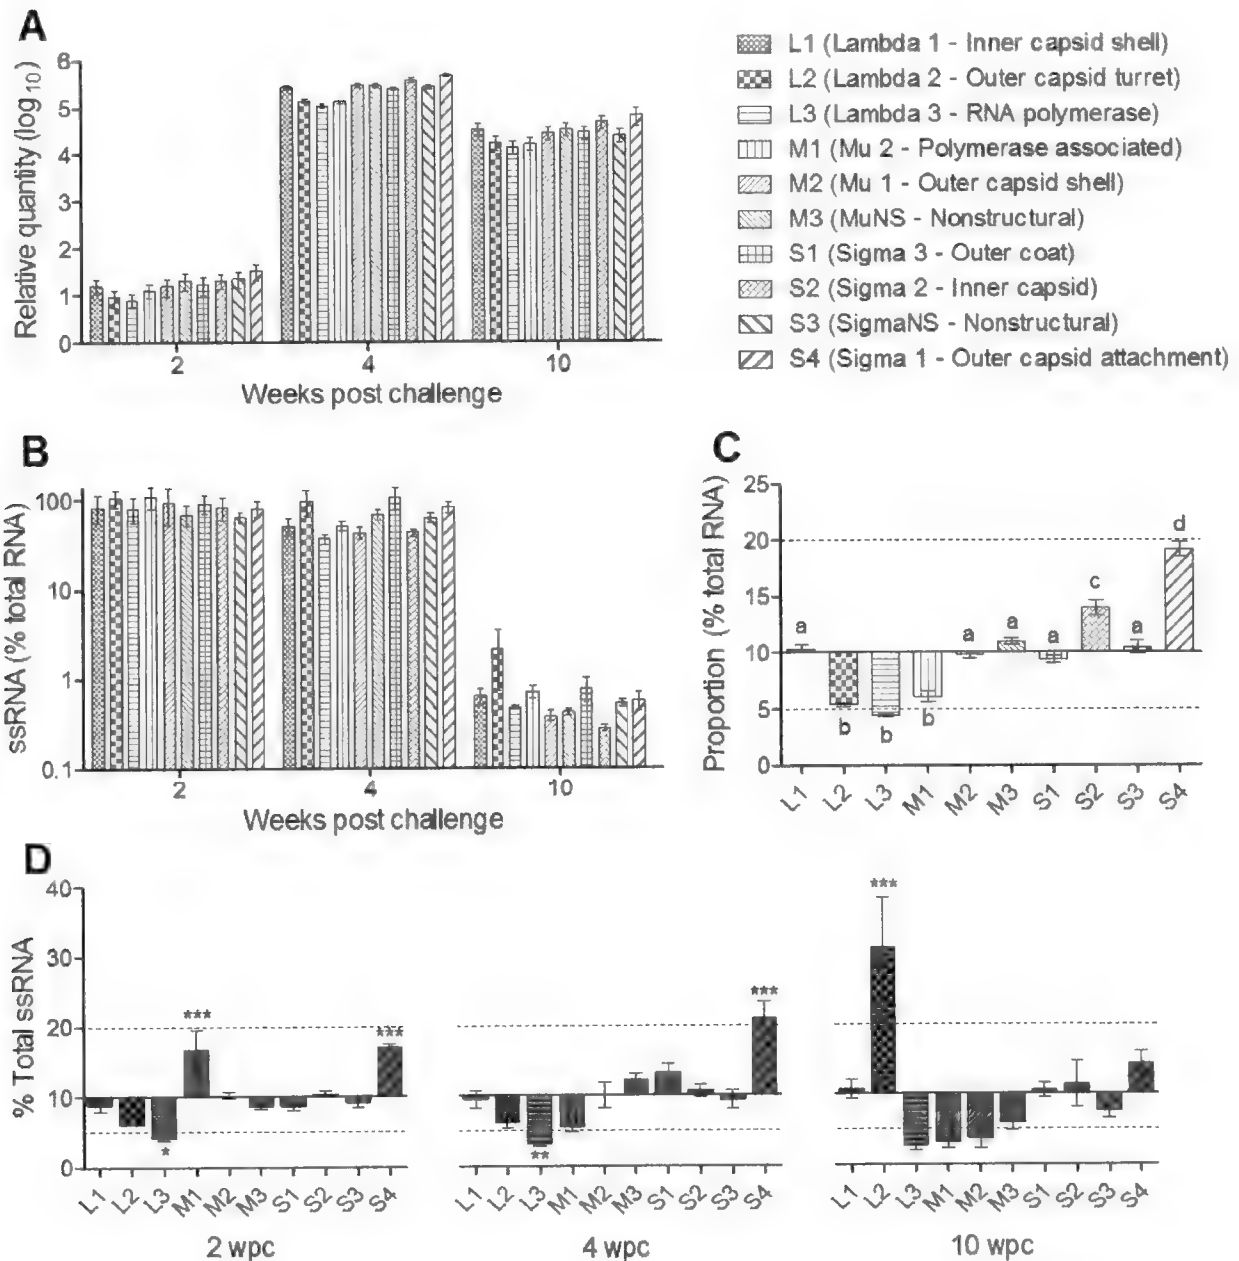 A
Relative quantity (log10)
6
5
4
3
2
1
0
2
4
10
Weeks post challenge
L1 (Lambda 1 - Inner capsid shell)
L2 (Lambda 2 - Outer capsid turret)
L3 (Lambda 3 - RNA polymerase)
M1 (Mu 2 - Polymerase associated)
M2 (Mu 1 - Outer capsid shell)
M3 (MuNS - Nonstructural)
S1 (Sigma 3 - Outer coat)
S2 (Sigma 2 - Inner capsid)
S3 (SigmaNS - Nonstructural)
S4 (Sigma 1 - Outer capsid attachment)
B
ssRNA (% total RNA)
100
10
1
0.1
2
4
10
Weeks post challenge
C
Proportion (% total RNA)
25
20
15
10
5
0
a
b
b
b
a
a
a
c
a
d
L1
L2
L3
M1
M2
M3
S1
S2
S3
S4
D
% Total ssRNA
40
30
20
10
0
*
***
***
L1
L2
L3
M1
M2
M3
S1
S2
S3
S4
2 wpc
**
***
L1
L2
L3
M1
M2
M3
S1
S2
S3
S4
4 wpc
***
L1
L2
L3
M1
M2
M3
S1
S2
S3
S4
10 wpc